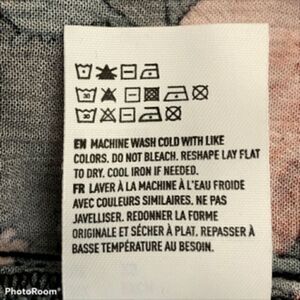 EN MACHINE WASH COLD WITH LIKE
COLORS. DO NOT BLEACH. RESHAPE LAY FLAT
TO DRY. COOL IRON IF NEEDED.
FR LAVER À LA MACHINE À L'EAU FROIDE
AVEC COULEURS SIMILAIRES. NE PAS
JAVELLISER. REDONNER LA FORME
ORIGINALE ET SÉCHER À PLAT. REPASSER À
BASSE TEMPÉRATURE AU BESOIN.
PhotoRoom